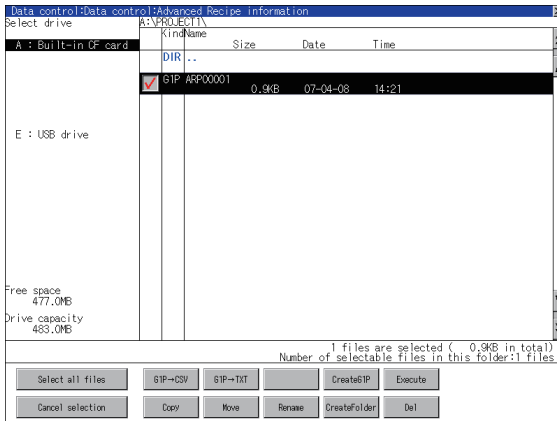 Data control:Data control:Advanced Recipe information
Select drive
A:\PROJECT1\
Kind Name
Size Date Time
A : Built-in CF card
DIR ..
G1P ARP00001
0.9KB 07-04-08 14:21
E : USB drive
Free space
477.0MB
Drive capacity
483.0MB
1 files are selected ( 0.9KB in total)
Number of selectable files in this folder:1 files
Select all files G1P→CSV G1P→TXT CreateG1P Execute
Cancel selection Copy Move Rename CreateFolder Del